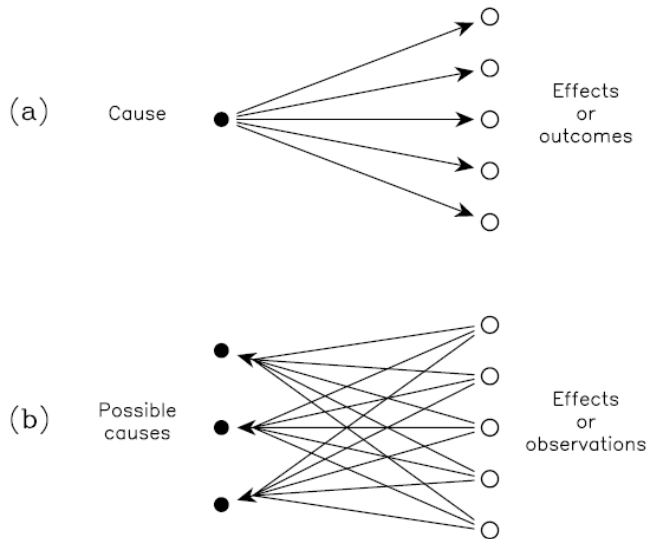 (a)
Cause
Effects
or
outcomes
(b)
Possible
causes
Effects
or
observations